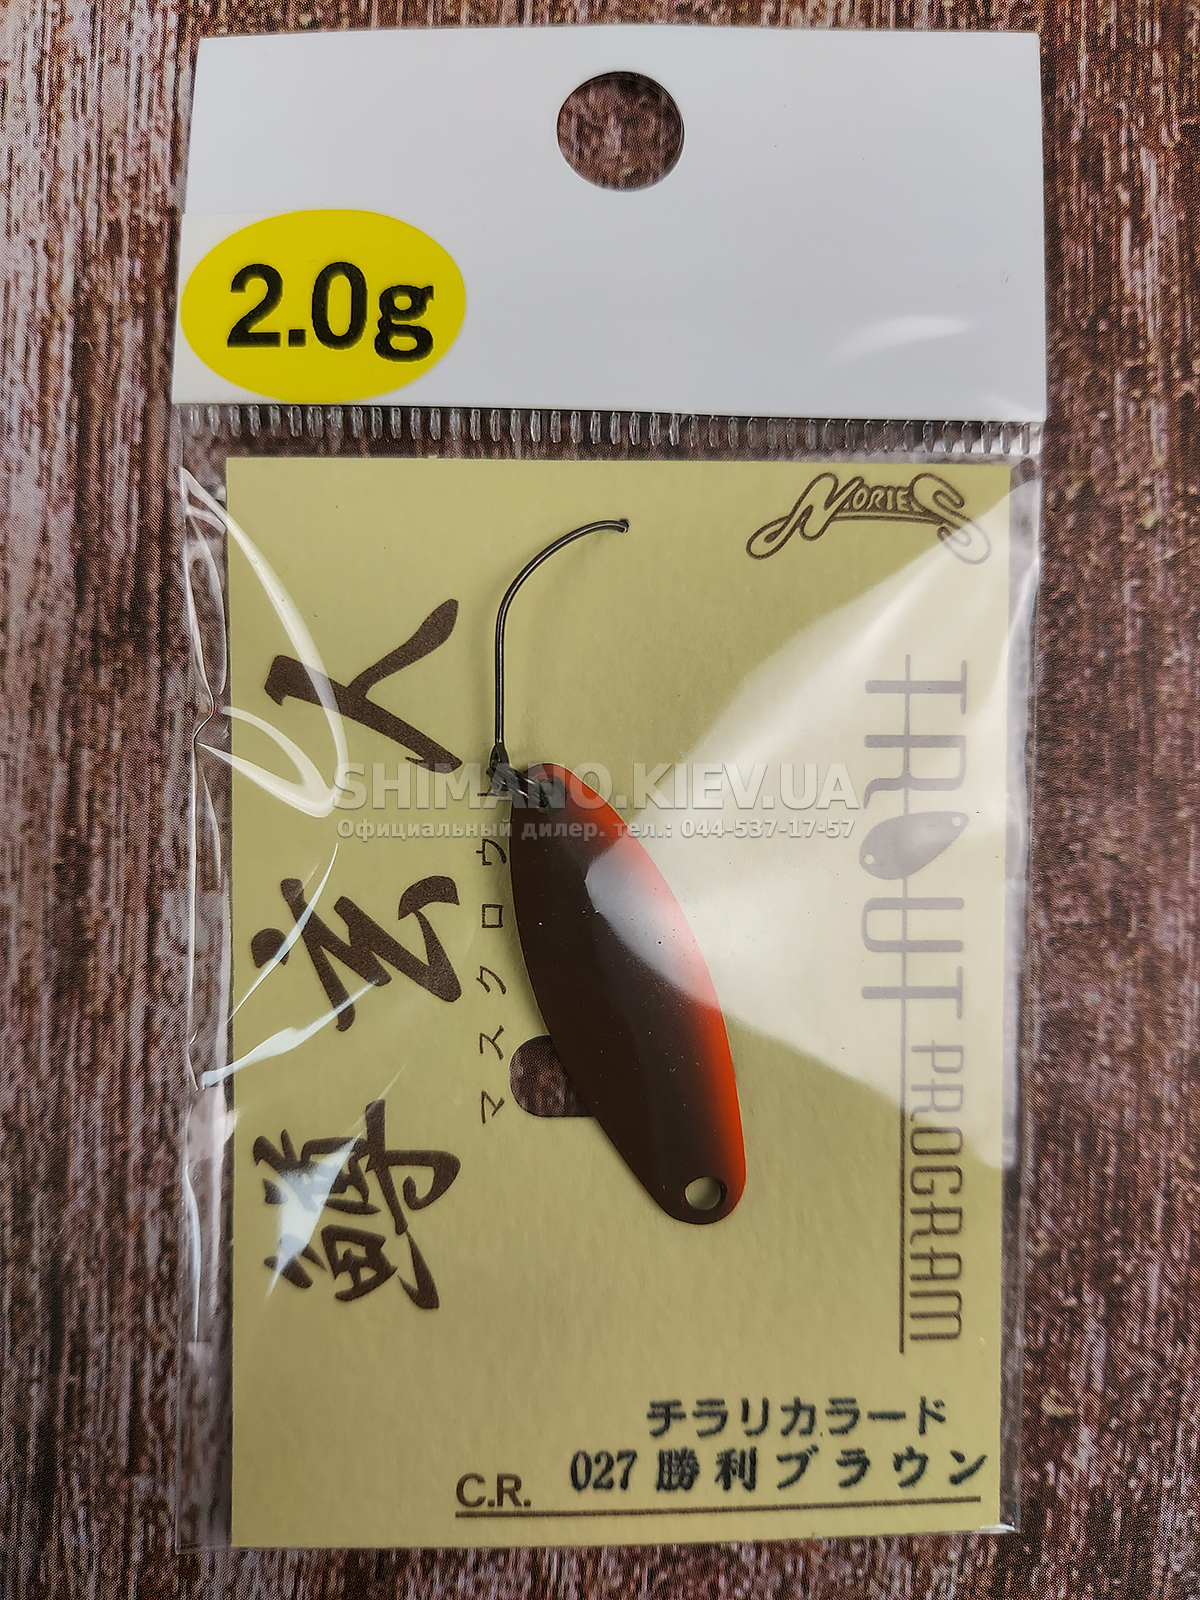 2.0g
NORIES
TROUT PROGRAM
鱒玄人
マスクロウト
SHIMANO.KIEV.UA
Официальный дилер. тел.: 044-537-17-57
チラリカラード
C.R. 027 勝利ブラウン